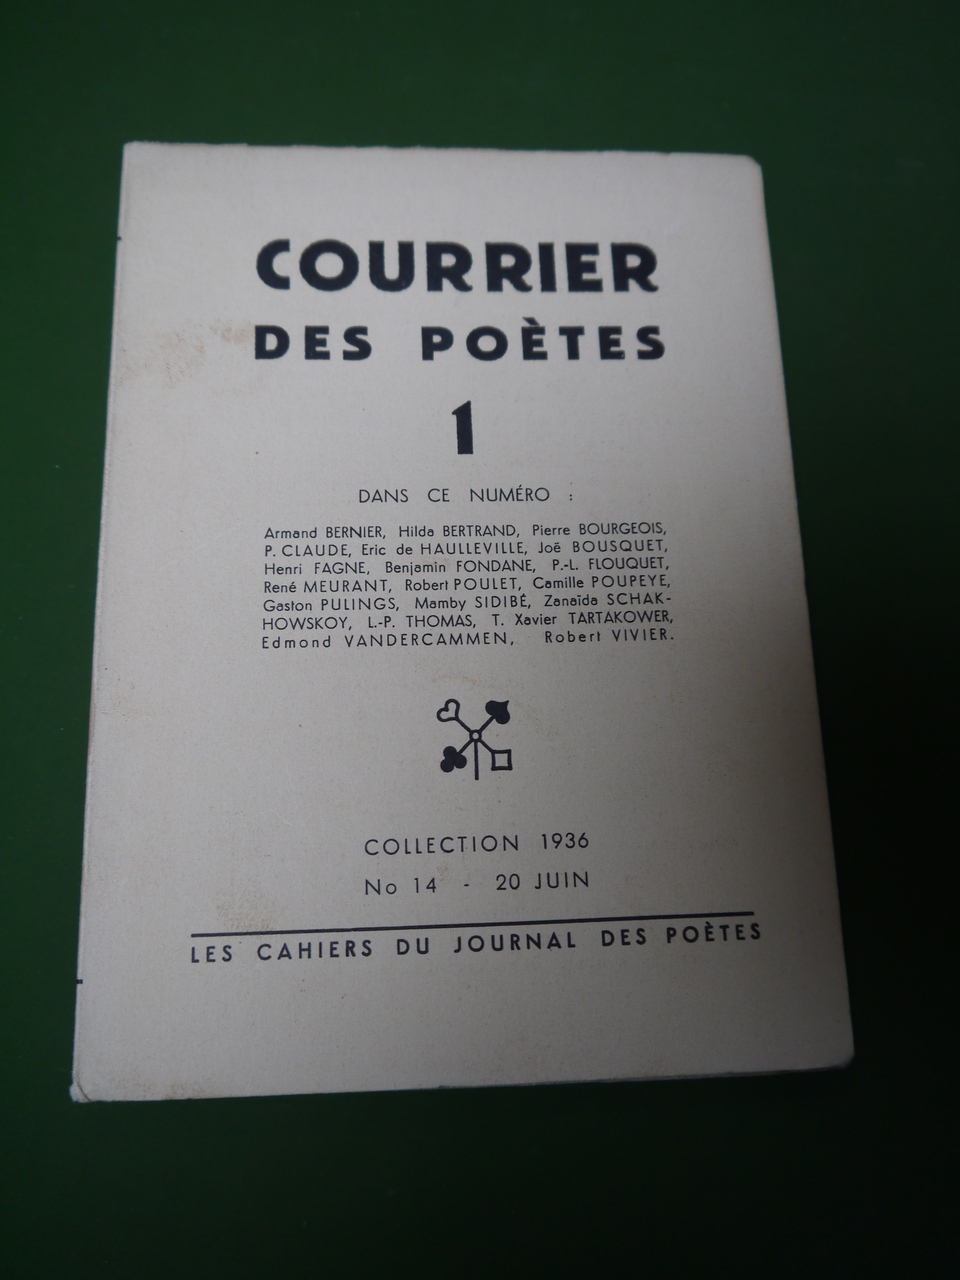 COURRIER
DES POÈTES
1
DANS CE NUMÉRO :
Armand BERNIER, Hilda BERTRAND, Pierre BOURGEOIS,
P. CLAUDE, Eric de HAULLEVILLE, Joë BOUSQUET,
Henri FAGNE, Benjamin FONDANE, P.-L. FLOUQUET,
René MEURANT, Robert POULET, Camille POUPEYE,
Gaston PULINGS, Mamby SIDIBÉ, Zanaïda SCHAK-
HOWSKOY, L.-P. THOMAS, T. Xavier TARTAKOWER,
Edmond VANDERCAMMEN, Robert VIVIER.
COLLECTION 1936
No 14 - 20 JUIN
LES CAHIERS DU JOURNAL DES POÈTES